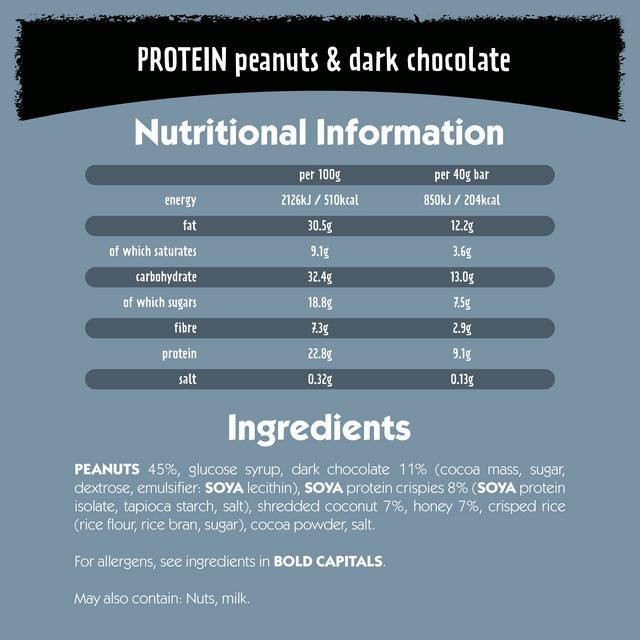 PROTEIN peanuts & dark chocolate
Nutritional Information
per 100g per 40g bar
energy 2126kJ / 510kcal 850kJ / 204kcal
fat 30.5g 12.2g
of which saturates 9.1g 3.6g
carbohydrate 32.4g 13.0g
of which sugars 18.8g 7.5g
fibre 7.3g 2.9g
protein 22.8g 9.1g
salt 0.32g 0.13g
Ingredients
PEANUTS 45%, glucose syrup, dark chocolate 11% (cocoa mass, sugar,
dextrose, emulsifier: SOYA lecithin), SOYA protein crispies 8% (SOYA protein
isolate, tapioca starch, salt), shredded coconut 7%, honey 7%, crisped rice
(rice flour, rice bran, sugar), cocoa powder, salt.
For allergens, see ingredients in BOLD CAPITALS.
May also contain: Nuts, milk.